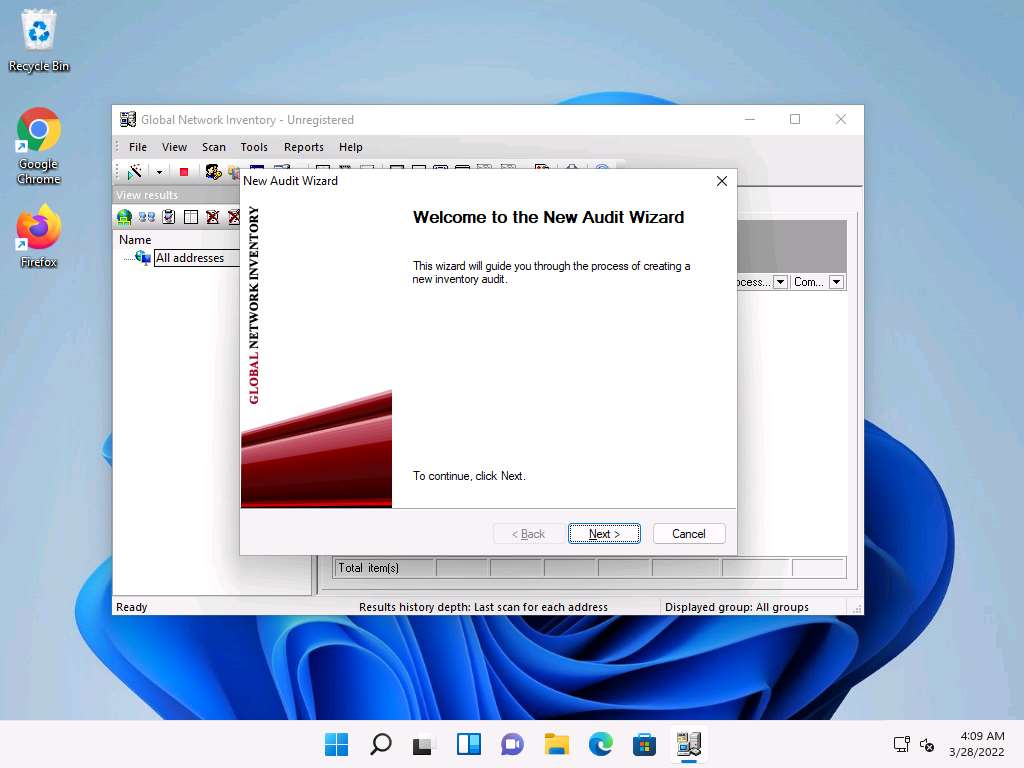 Recycle Bin
Google
Chrome
Firefox
Global Network Inventory - Unregistered
File View Scan Tools Reports Help
View results
Name
All addresses
New Audit Wizard
GLOBAL NETWORK INVENTORY
Welcome to the New Audit Wizard
This wizard will guide you through the process of creating a
new inventory audit.
To continue, click Next.
< Back Next > Cancel
ocess... Com...
Total item(s)
Ready Results history depth: Last scan for each address Displayed group: All groups
4:09 AM
3/28/2022